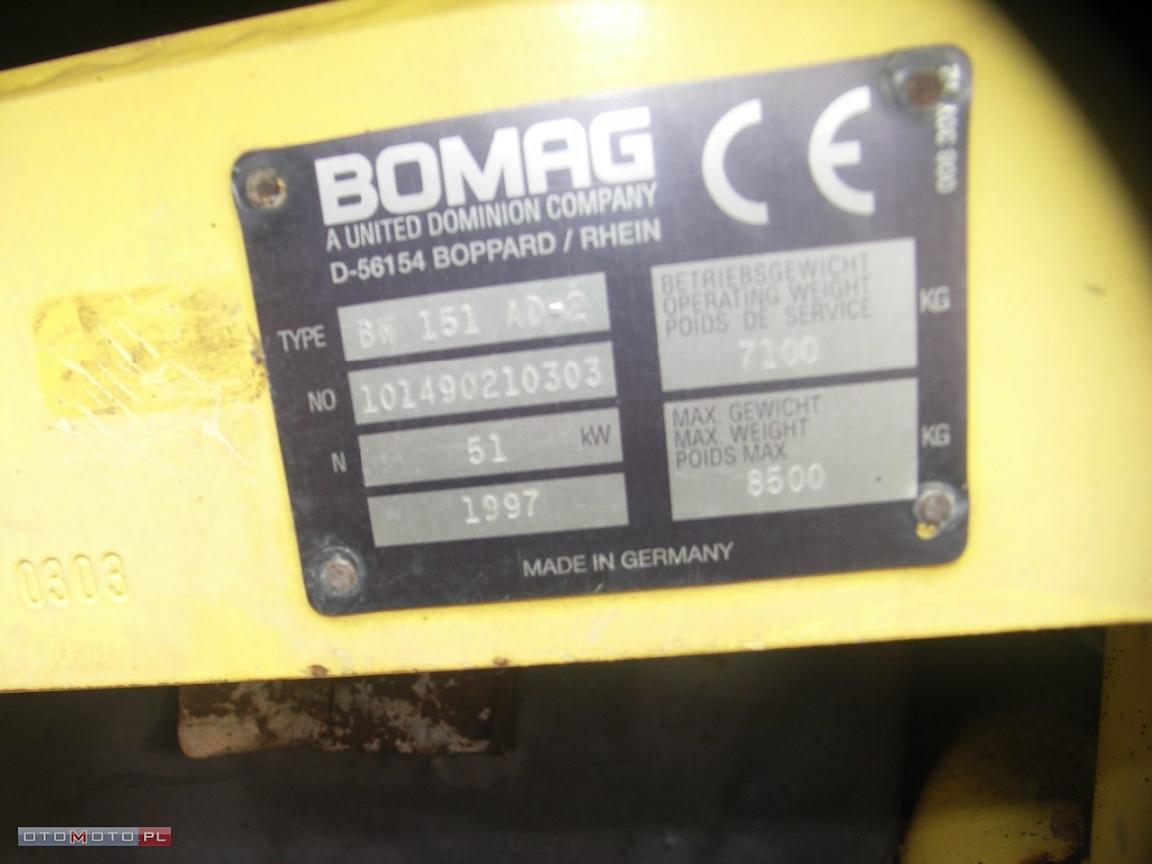 BOMAG
A UNITED DOMINION COMPANY
D-56154 BOPPARD / RHEIN
CE
TYPE BW 151 AD-2
NO 101490210303
N 51 kW
1997
BETRIEBSGEWICHT
OPERATING WEIGHT
POIDS DE SERVICE
7100 KG
MAX. GEWICHT
MAX. WEIGHT
POIDS MAX
8500 KG
MADE IN GERMANY
0303
OTOMOTO.PL